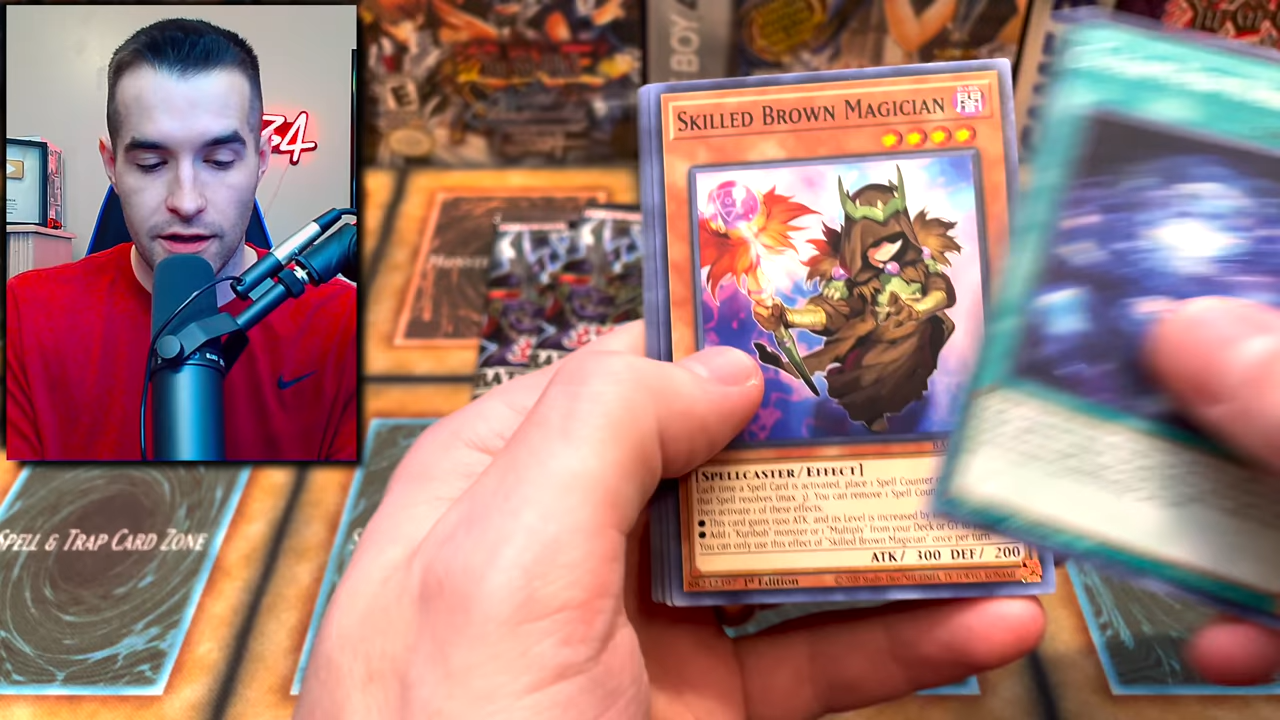 34
BOY
SKILLED BROWN MAGICIAN
DARK
闇
[SPELLCASTER/EFFECT]
Each time a Spell Card is activated, place 1 Spell Counter
that Spell resolves (max. 3). You can remove 1 Spell Coun
then activate 1 of these effects.
● This card gains 1500 ATK, and its Level is increased by
● Add 1 "Kuriboh" monster or 1 "Multiply" from your Deck or GY to
You can only use this effect of "Skilled Brown Magician" once per turn.
ATK/ 300 DEF/ 200
1st Edition
©2020 Studio Dice/SHUEISHA, TV TOKYO, KONAMI
SPELL & TRAP CARD ZONE